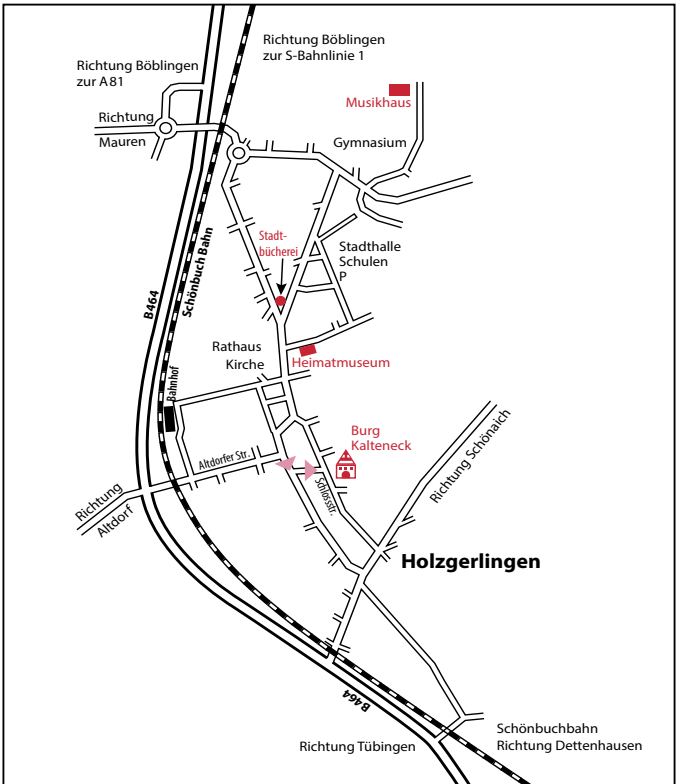 Richtung Böblingen
zur S-Bahnlinie 1
Richtung Böblingen
zur A 81
Musikhaus
Richtung
Mauren
Gymnasium
Stadt-
bücherei
Stadthalle
Schulen
P
Schönbuch Bahn
B464
Rathaus
Kirche
Heimatmuseum
Bahnhof
Burg
Kalteneck
Richtung Schönaich
Altdorfer Str.
Schlossstr.
Richtung
Altdorf
Holzgerlingen
B464
Schönbuchbahn
Richtung Dettenhausen
Richtung Tübingen